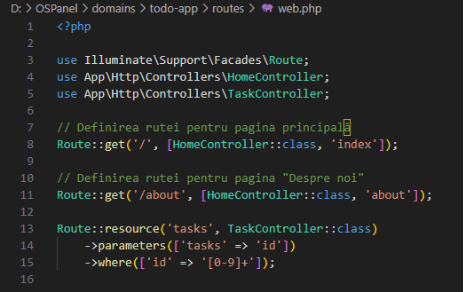 D: > OSPanel > domains > todo-app > routes > web.php
1 <?php
2
3 use Illuminate\Support\Facades\Route;
4 use App\Http\Controllers\HomeController;
5 use App\Http\Controllers\TaskController;
6
7 // Definirea rutei pentru pagina principală
8 Route::get('/', [HomeController::class, 'index']);
9
10 // Definirea rutei pentru pagina "Despre noi"
11 Route::get('/about', [HomeController::class, 'about']);
12
13 Route::resource('tasks', TaskController::class)
14     ->parameters(['tasks' => 'id'])
15     ->where(['id' => '[0-9]+']);
16